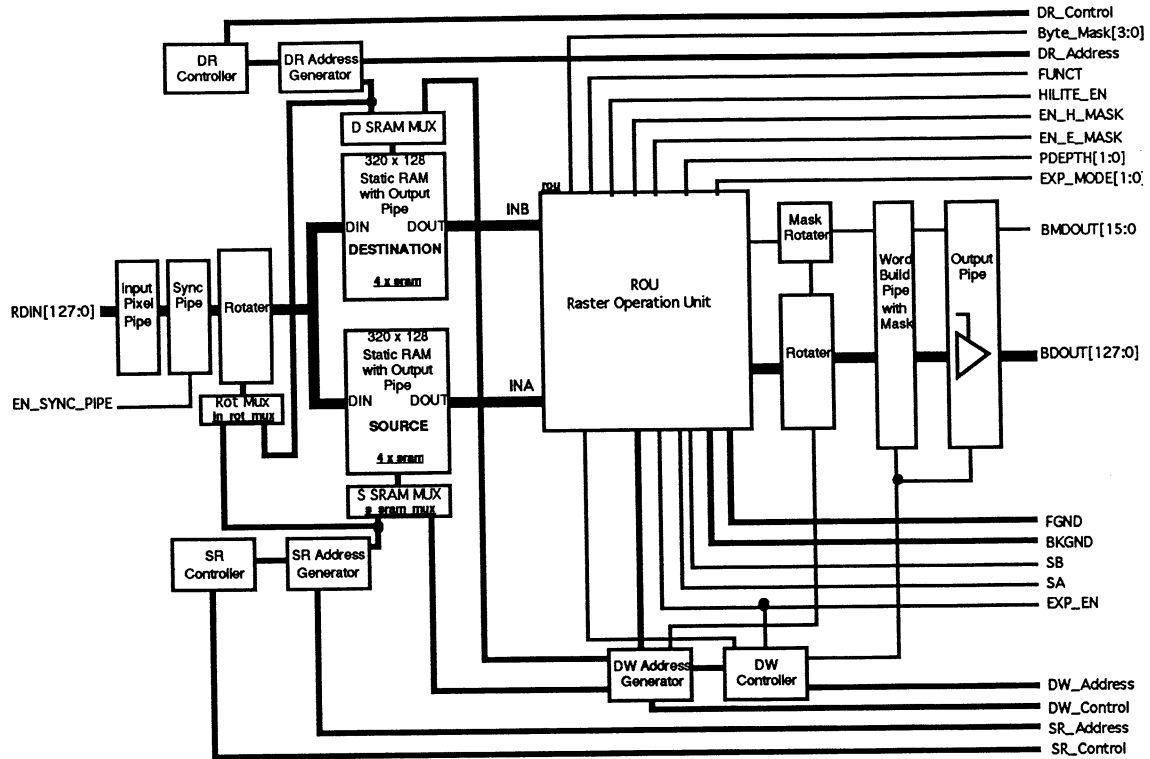 DR_Control
Byte_Mask[3:0]
DR_Address
FUNCT
HILITE_EN
EN_H_MASK
EN_E_MASK
PDEPTH[1:0]
EXP_MODE[1:0]
DR
Controller
DR Address
Generator
D SRAM MUX
320 x 128
Static RAM
with Output
Pipe
DIN
DOUT
DESTINATION
4 x sram
INB
rou
ROU
Raster Operation Unit
Mask
Rotater
Word
Build
Pipe
with
Mask
Output
Pipe
BMDOUT[15:0
Input
Pixel
Pipe
Sync
Pipe
Rotater
RDIN[127:0]
EN_SYNC_PIPE
Rot Mux
in_rot_mux
320 x 128
Static RAM
with Output
Pipe
DIN
DOUT
SOURCE
4 x sram
INA
Rotater
BDOUT[127:0]
S SRAM MUX
s_sram_mux
SR
Controller
SR Address
Generator
FGND
BKGND
SB
SA
EXP_EN
DW Address
Generator
DW
Controller
DW_Address
DW_Control
SR_Address
SR_Control